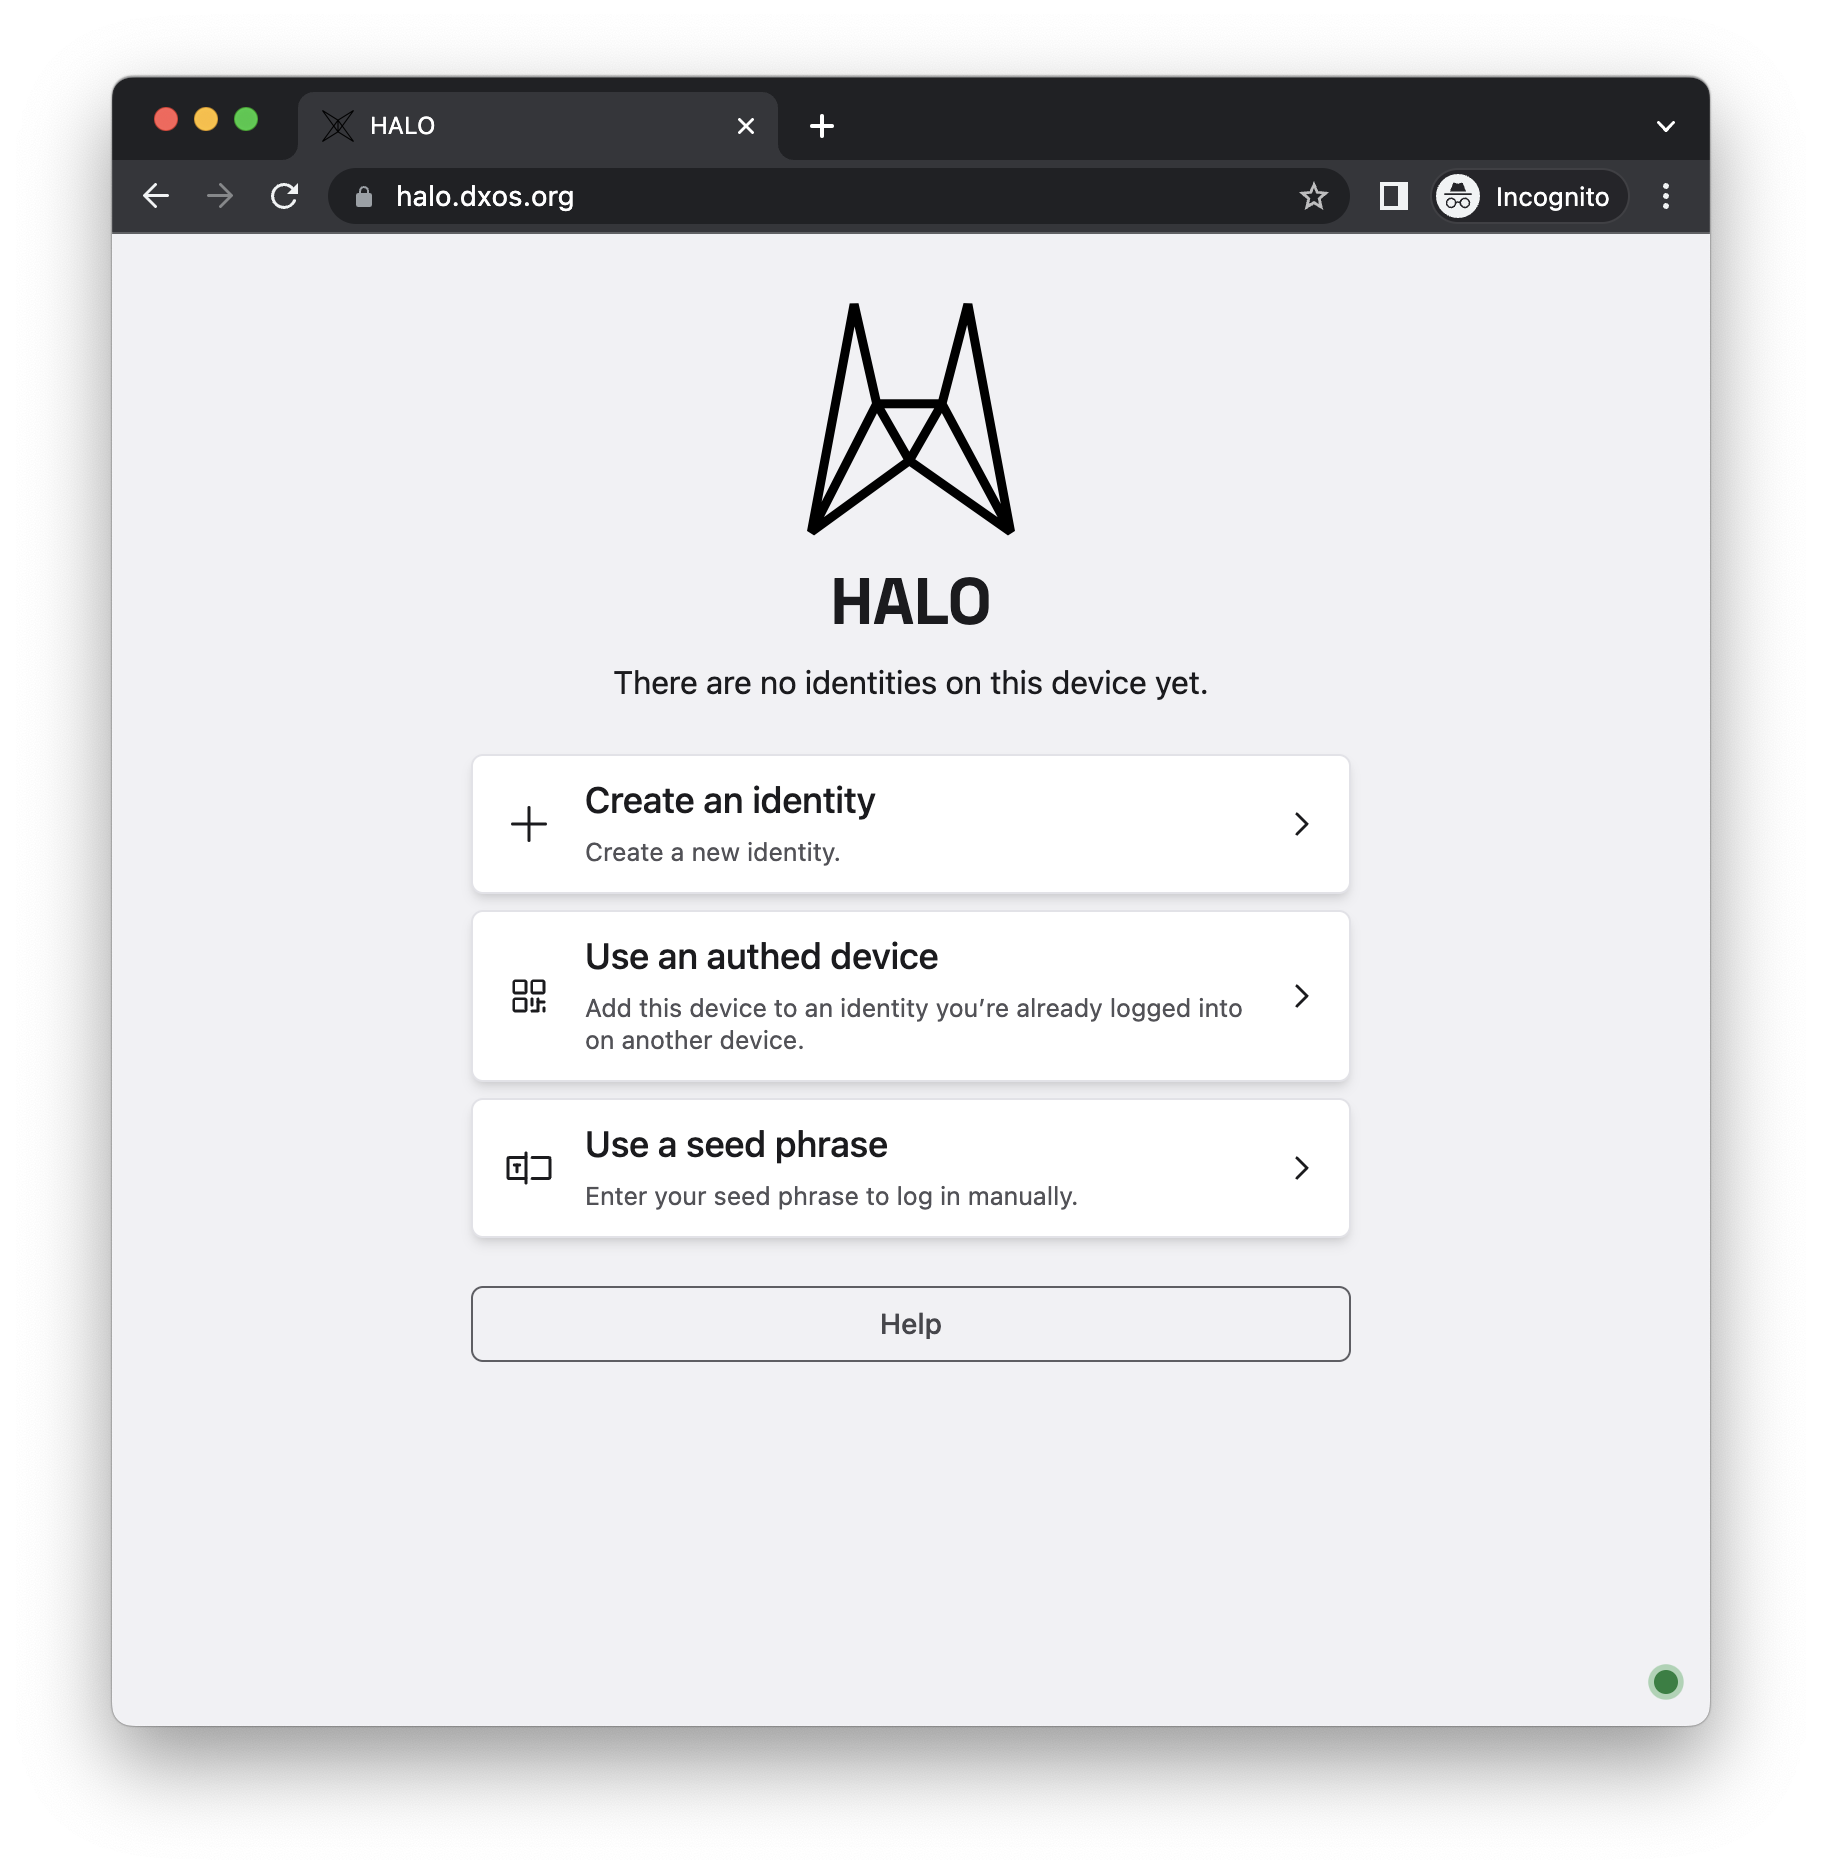 HALO
halo.dxos.org
Incognito
HALO
There are no identities on this device yet.
Create an identity
Create a new identity.
Use an authed device
Add this device to an identity you’re already logged into
on another device.
Use a seed phrase
Enter your seed phrase to log in manually.
Help